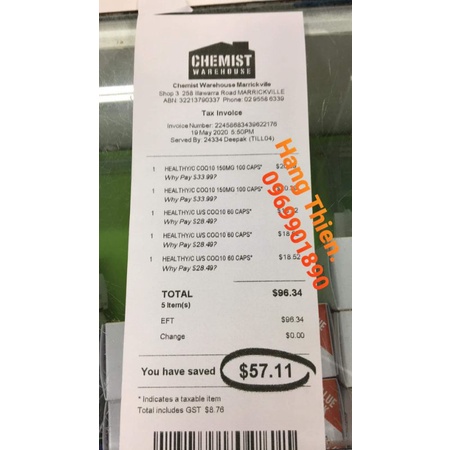 CHEMIST
WAREHOUSE
Chemist Warehouse Marrickville
Shop 3 258 Illawarra Road MARRICKVILLE
ABN: 32213790337 Phone: 02 9558 6339
Tax Invoice
Invoice Number: 22458683439622176
19 May 2020 5:50PM
Served By: 24334 Deepak (TILL04)
1 HEALTHY/C COQ10 150MG 100 CAPS*
Why Pay $33.99?
1 HEALTHY/C COQ10 150MG 100 CAPS*
Why Pay $33.99?
1 HEALTHY/C U/S COQ10 60 CAPS*
Why Pay $28.49?
1 HEALTHY/C U/S COQ10 60 CAPS* $18.
Why Pay $28.49?
1 HEALTHY/C U/S COQ10 60 CAPS* $18.52
Why Pay $28.49?
Hang Thien.
0969901890
TOTAL $96.34
5 item(s)
EFT $96.34
Change $0.00
You have saved $57.11
* Indicates a taxable item
Total includes GST $8.76